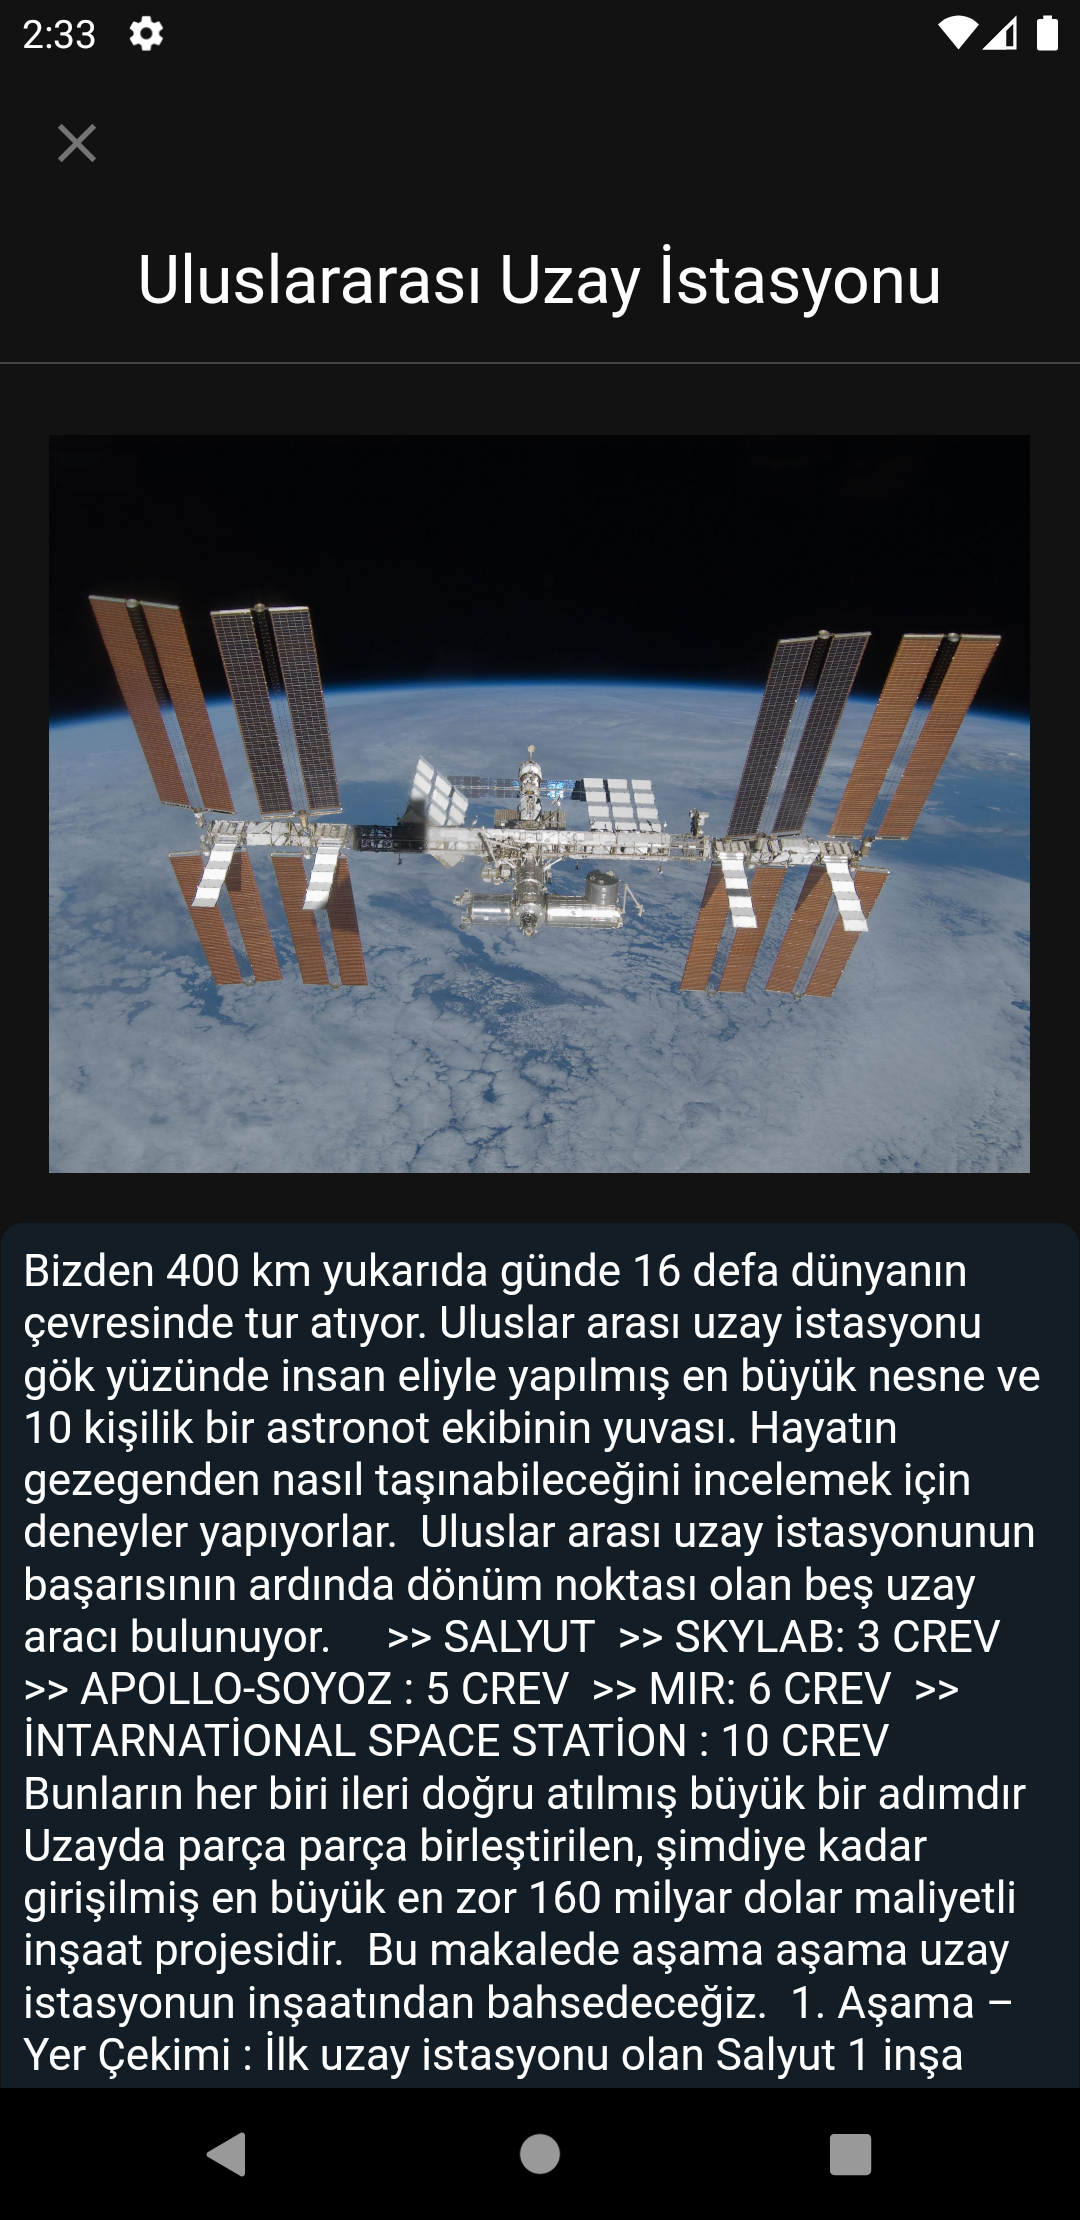 2:33
Uluslararası Uzay İstasyonu
Bizden 400 km yukarıda günde 16 defa dünyanın
çevresinde tur atıyor. Uluslar arası uzay istasyonu
gök yüzünde insan eliyle yapılmış en büyük nesne ve
10 kişilik bir astronot ekibinin yuvası. Hayatın
gezegenden nasıl taşınabileceğini incelemek için
deneyler yapıyorlar.  Uluslar arası uzay istasyonunun
başarısının ardında dönüm noktası olan beş uzay
aracı bulunuyor.     >> SALYUT  >> SKYLAB: 3 CREV
>> APOLLO-SOYOZ : 5 CREV  >> MIR: 6 CREV  >>
İNTARNATİONAL SPACE STATİON : 10 CREV
Bunların her biri ileri doğru atılmış büyük bir adımdır
Uzayda parça parça birleştirilen, şimdiye kadar
girişilmiş en büyük en zor 160 milyar dolar maliyetli
inşaat projesidir.  Bu makalede aşama aşama uzay
istasyonun inşaatından bahsedeceğiz.  1. Aşama –
Yer Çekimi : İlk uzay istasyonu olan Salyut 1 inşa